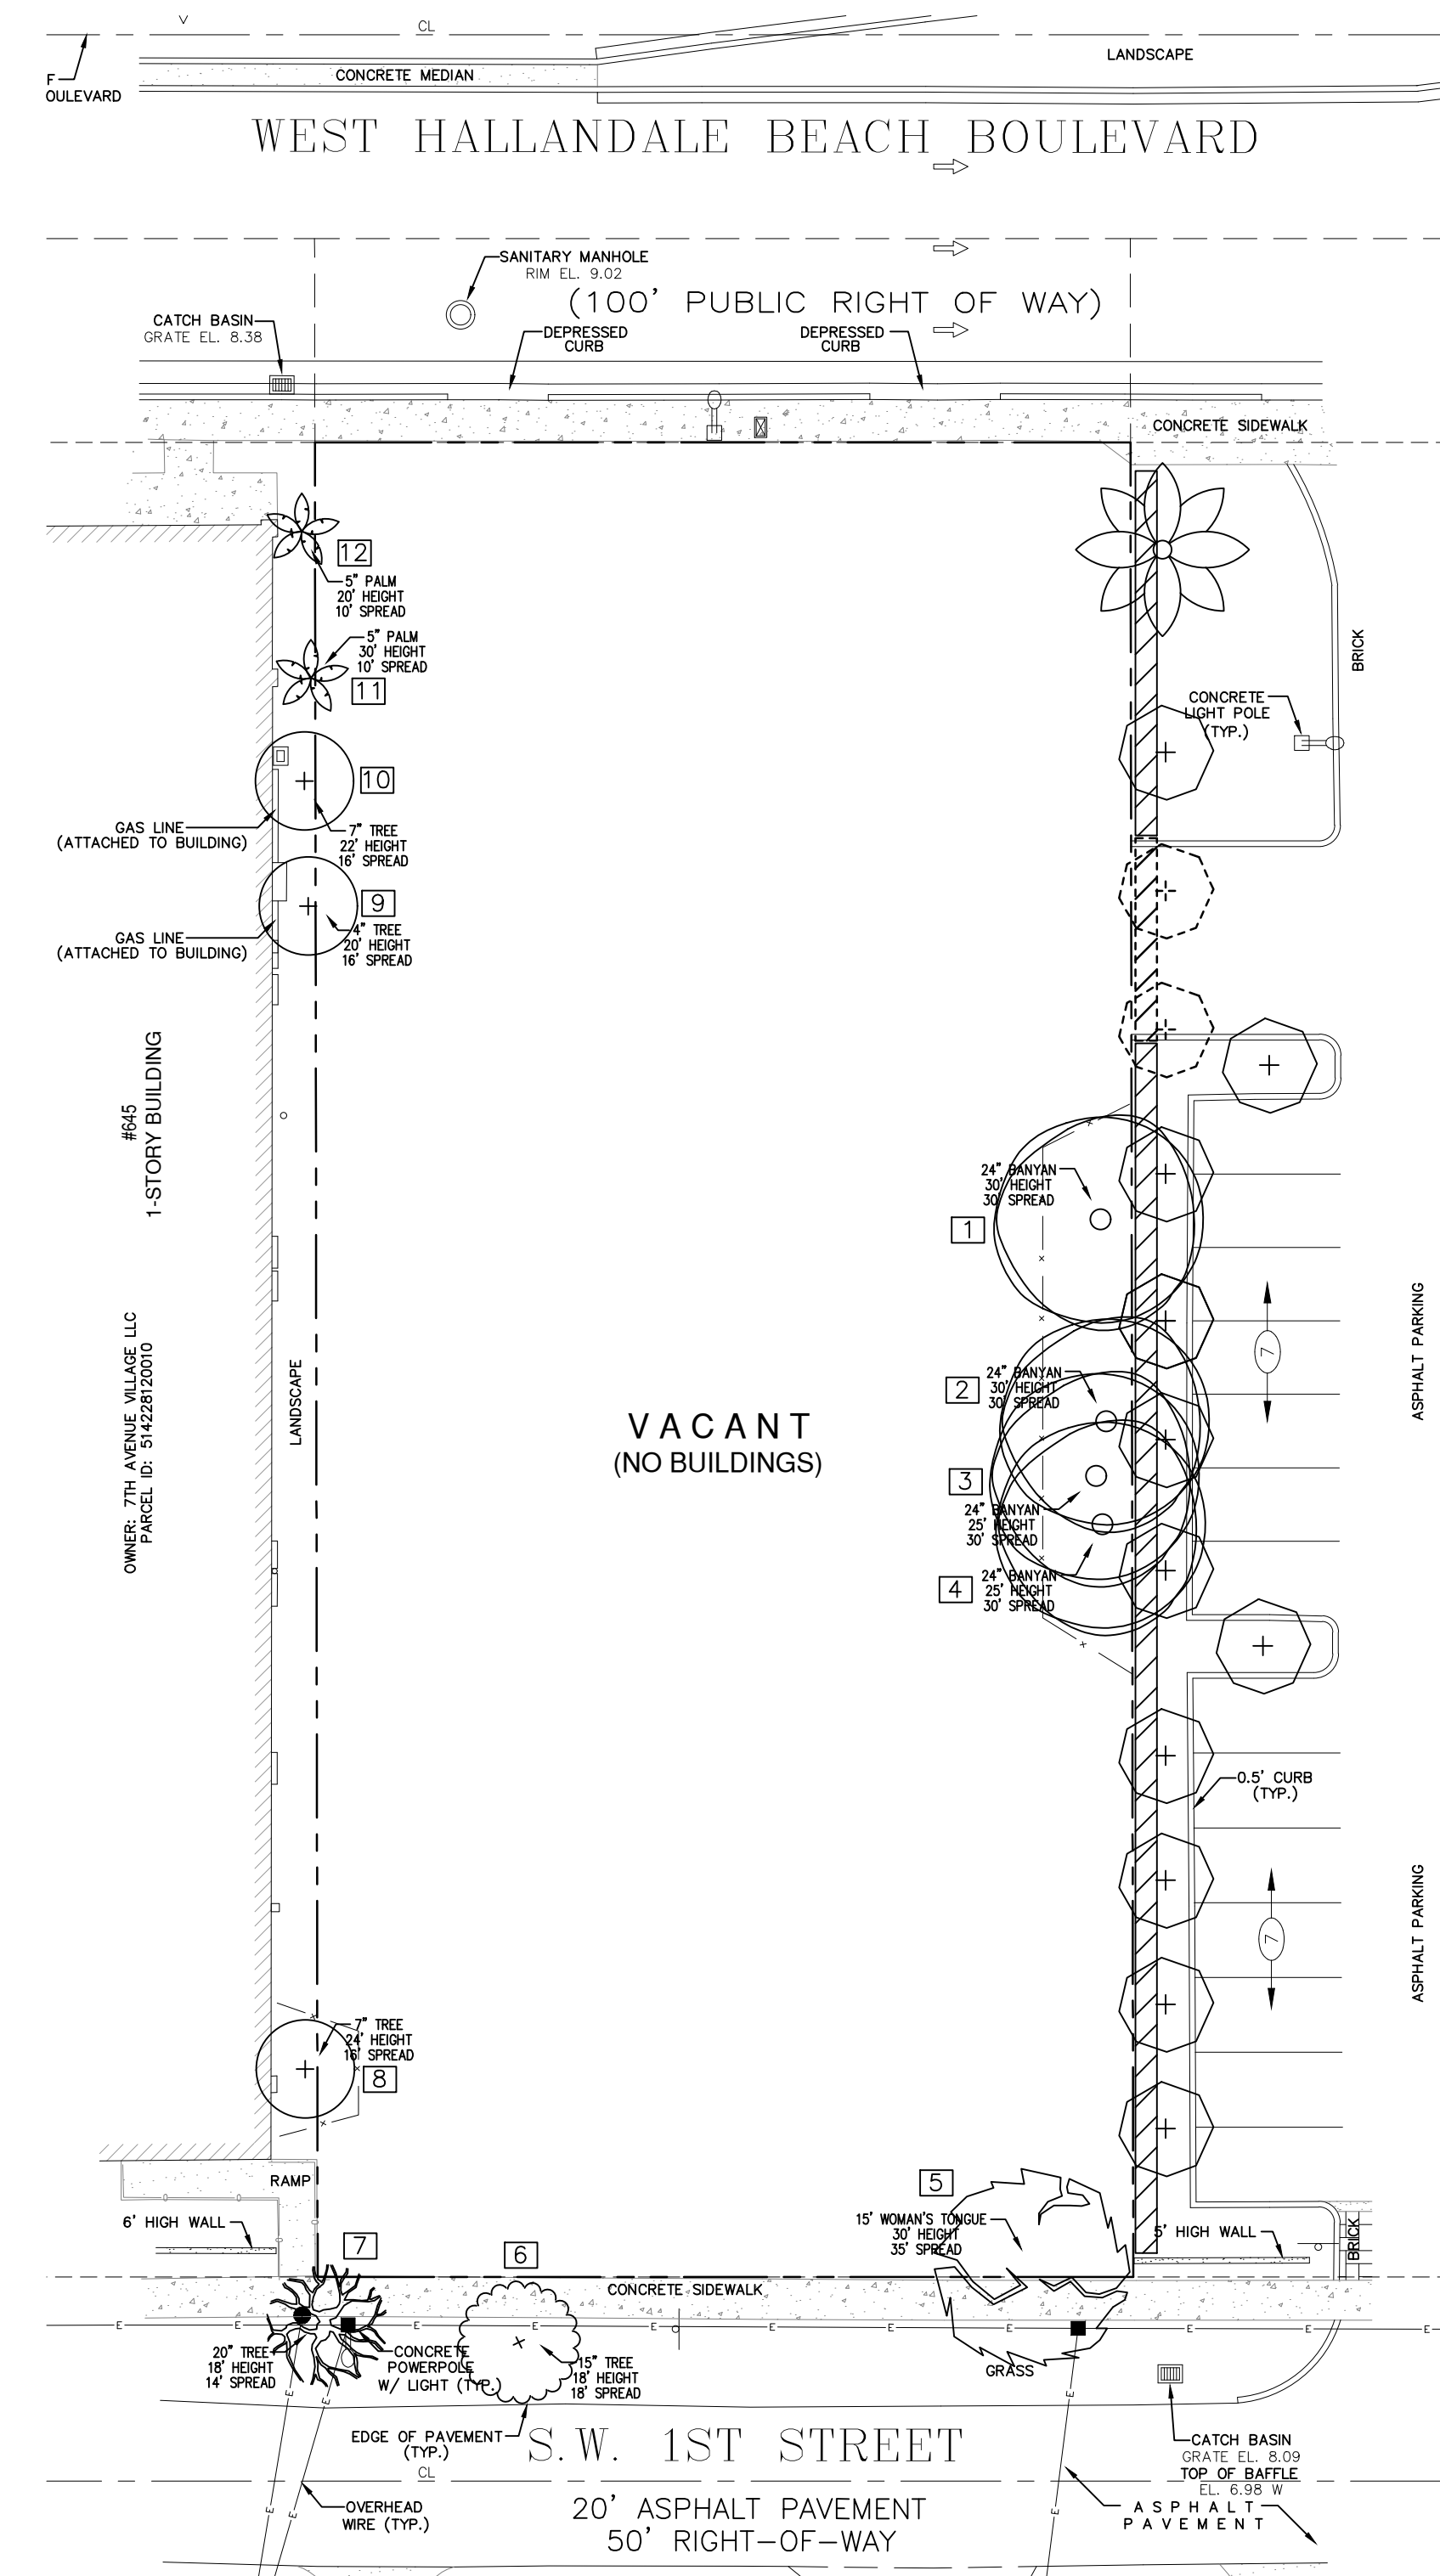 CL
LANDSCAPE
CONCRETE MEDIAN
F
OULEVARD
WEST HALLANDALE BEACH BOULEVARD
SANITARY MANHOLE
RIM EL. 9.02
(100' PUBLIC RIGHT OF WAY)
CATCH BASIN
GRATE EL. 8.38
DEPRESSED
CURB
DEPRESSED
CURB
CONCRETE SIDEWALK
12
5" PALM
20' HEIGHT
10' SPREAD
5" PALM
30' HEIGHT
10' SPREAD
11
BRICK
CONCRETE
LIGHT POLE
(TYP.)
10
GAS LINE
(ATTACHED TO BUILDING)
7" TREE
22' HEIGHT
16' SPREAD
9
4" TREE
20' HEIGHT
16' SPREAD
GAS LINE
(ATTACHED TO BUILDING)
#645
1-STORY BUILDING
24" BANYAN
30' HEIGHT
30' SPREAD
1
OWNER: 7TH AVENUE VILLAGE LLC
PARCEL ID: 514228120010
LANDSCAPE
VACANT
(NO BUILDINGS)
2
24" BANYAN
30' HEIGHT
30' SPREAD
7
ASPHALT PARKING
3
24" BANYAN
25' HEIGHT
30' SPREAD
4
24" BANYAN
25' HEIGHT
30' SPREAD
0.5' CURB
(TYP.)
7
ASPHALT PARKING
7" TREE
24' HEIGHT
16' SPREAD
8
RAMP
5
6' HIGH WALL
15' WOMAN'S TONGUE
30' HEIGHT
35' SPREAD
5' HIGH WALL
BRICK
7
6
CONCRETE SIDEWALK
E E E E E E E E E E E
20" TREE
18' HEIGHT
14' SPREAD
CONCRETE
POWERPOLE
W/ LIGHT (TYP.)
15" TREE
18' HEIGHT
18' SPREAD
GRASS
E E E
EDGE OF PAVEMENT
(TYP.)
S.W. 1ST STREET
CATCH BASIN
GRATE EL. 8.09
TOP OF BAFFLE
EL. 6.98 W
CL
OVERHEAD
WIRE (TYP.)
E E E
20' ASPHALT PAVEMENT
50' RIGHT-OF-WAY
ASPHALT
PAVEMENT